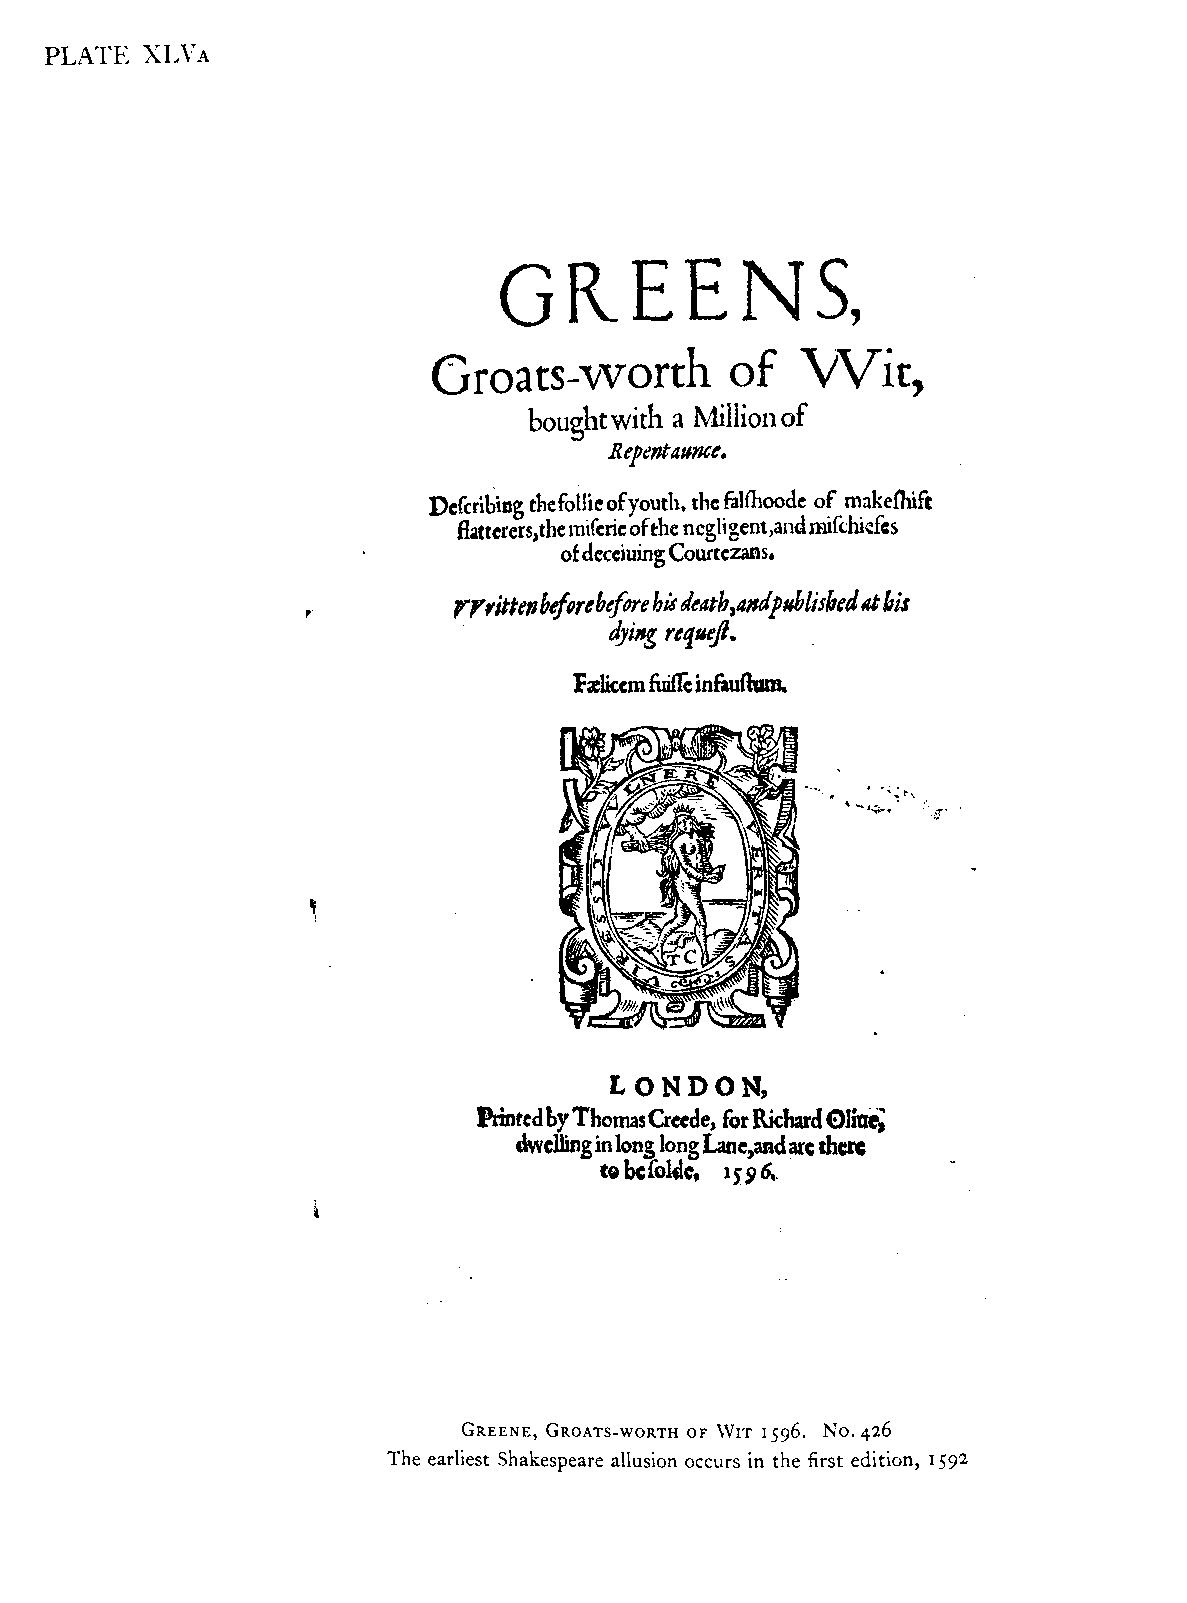 PLATE XLVA
GREENS,
Groats-worth of VVit,
bought with a Million of
Repentaunce.
Deſcribing the follie of youth, the falſhoode of makeſhift
flatterers, the miſerie of the negligent, and miſchiefes
of deceiuing Courtezans.
VVritten before before his death, and published at his
dying requeſt.
Fælicem fuiſſe infauſtum.
VIRESSIT VULNERE VERITAS
TC
LONDON,
Printed by Thomas Creede, for Richard Oliue,
dwelling in long long Lane, and are there
to be ſolde. 1596.
GREENE, GROATS-WORTH OF WIT 1596. No. 426
The earliest Shakespeare allusion occurs in the first edition, 1592